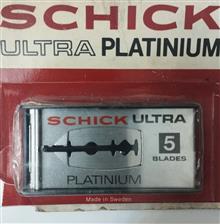 SCHICK
ULTRA PLATINIUM
SCHICK ULTRA
5
BLADES
PLATINIUM
Made in Sweden